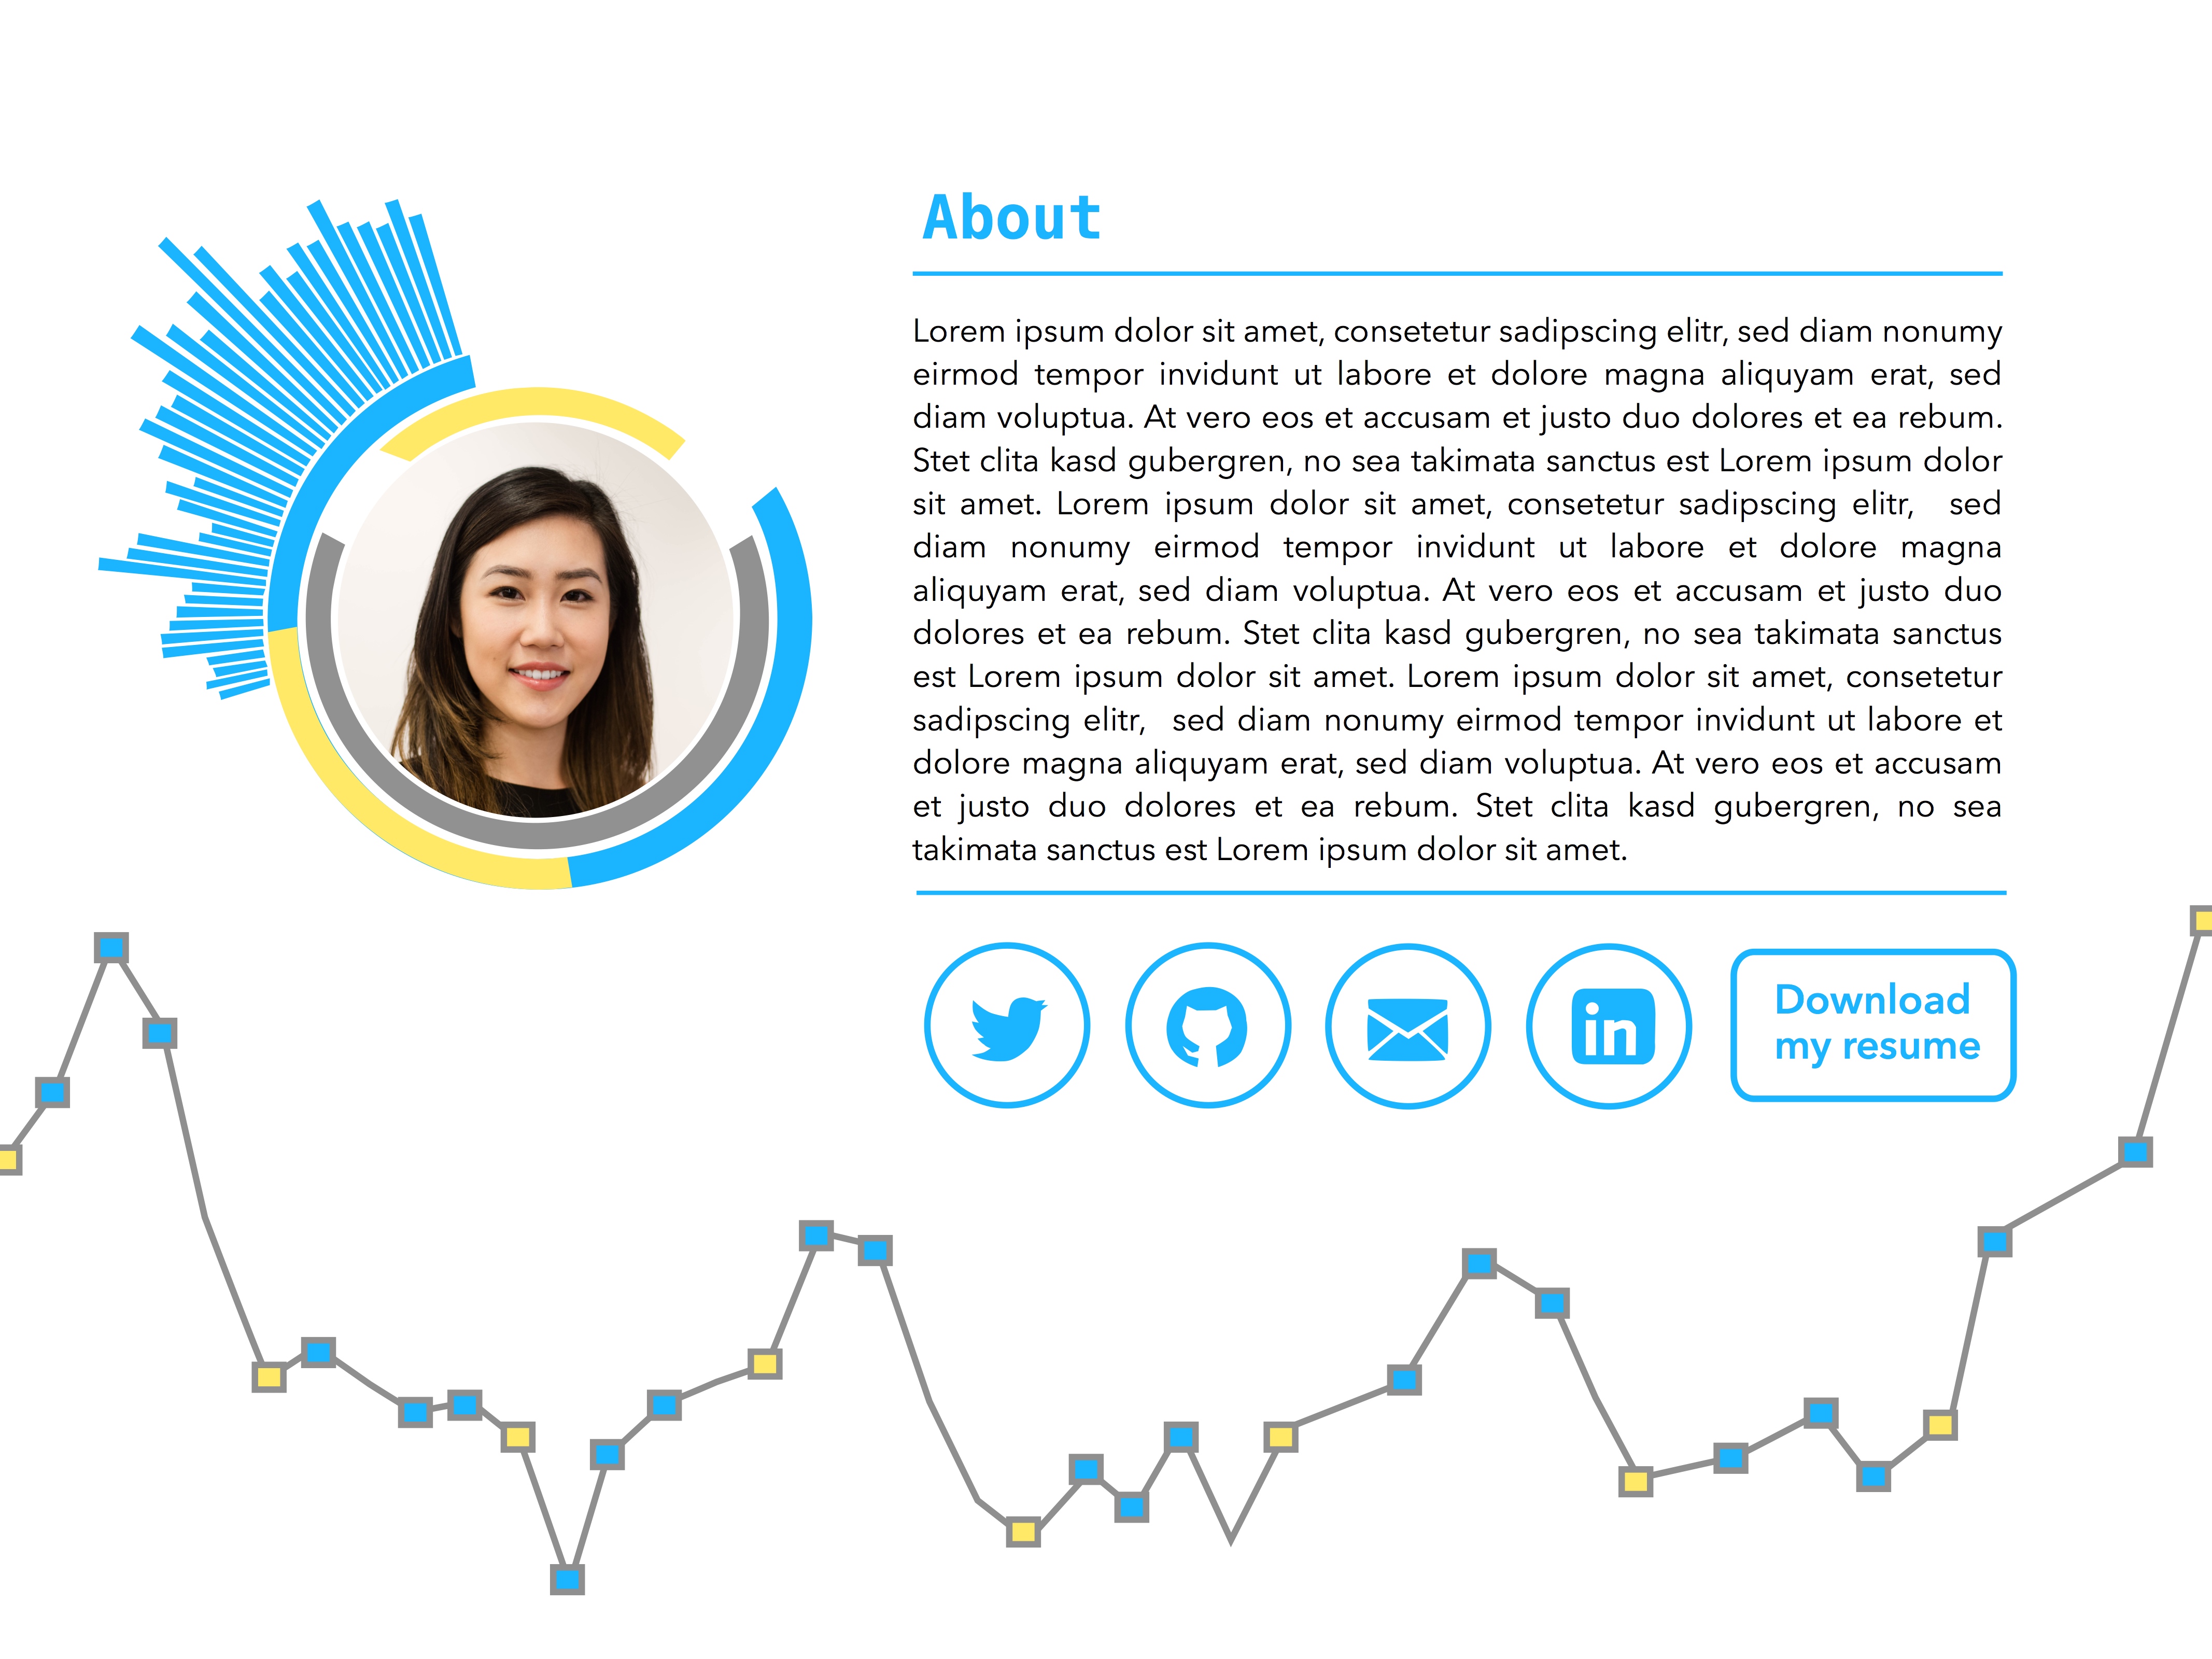 About
Lorem ipsum dolor sit amet, consetetur sadipscing elitr, sed diam nonumy
eirmod tempor invidunt ut labore et dolore magna aliquyam erat, sed
diam voluptua. At vero eos et accusam et justo duo dolores et ea rebum.
Stet clita kasd gubergren, no sea takimata sanctus est Lorem ipsum dolor
sit amet. Lorem ipsum dolor sit amet, consetetur sadipscing elitr, sed
diam nonumy eirmod tempor invidunt ut labore et dolore magna
aliquyam erat, sed diam voluptua. At vero eos et accusam et justo duo
dolores et ea rebum. Stet clita kasd gubergren, no sea takimata sanctus
est Lorem ipsum dolor sit amet. Lorem ipsum dolor sit amet, consetetur
sadipscing elitr, sed diam nonumy eirmod tempor invidunt ut labore et
dolore magna aliquyam erat, sed diam voluptua. At vero eos et accusam
et justo duo dolores et ea rebum. Stet clita kasd gubergren, no sea
takimata sanctus est Lorem ipsum dolor sit amet.
in
Download
my resume